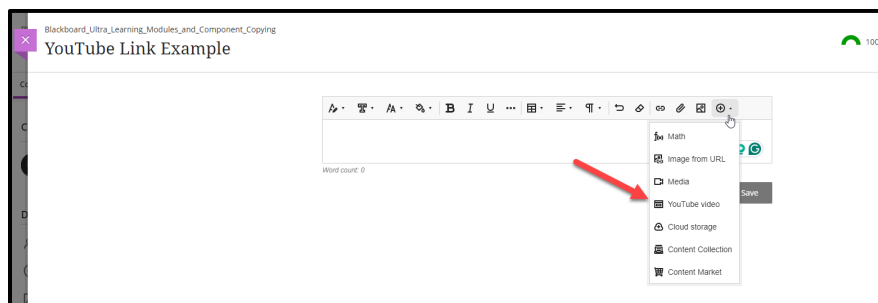 Blackboard_Ultra_Learning_Modules_and_Component_Copying
YouTube Link Example
100
B I U
Math
Image from URL
Word count: 0
Media
Save
YouTube video
Cloud storage
Content Collection
Content Market